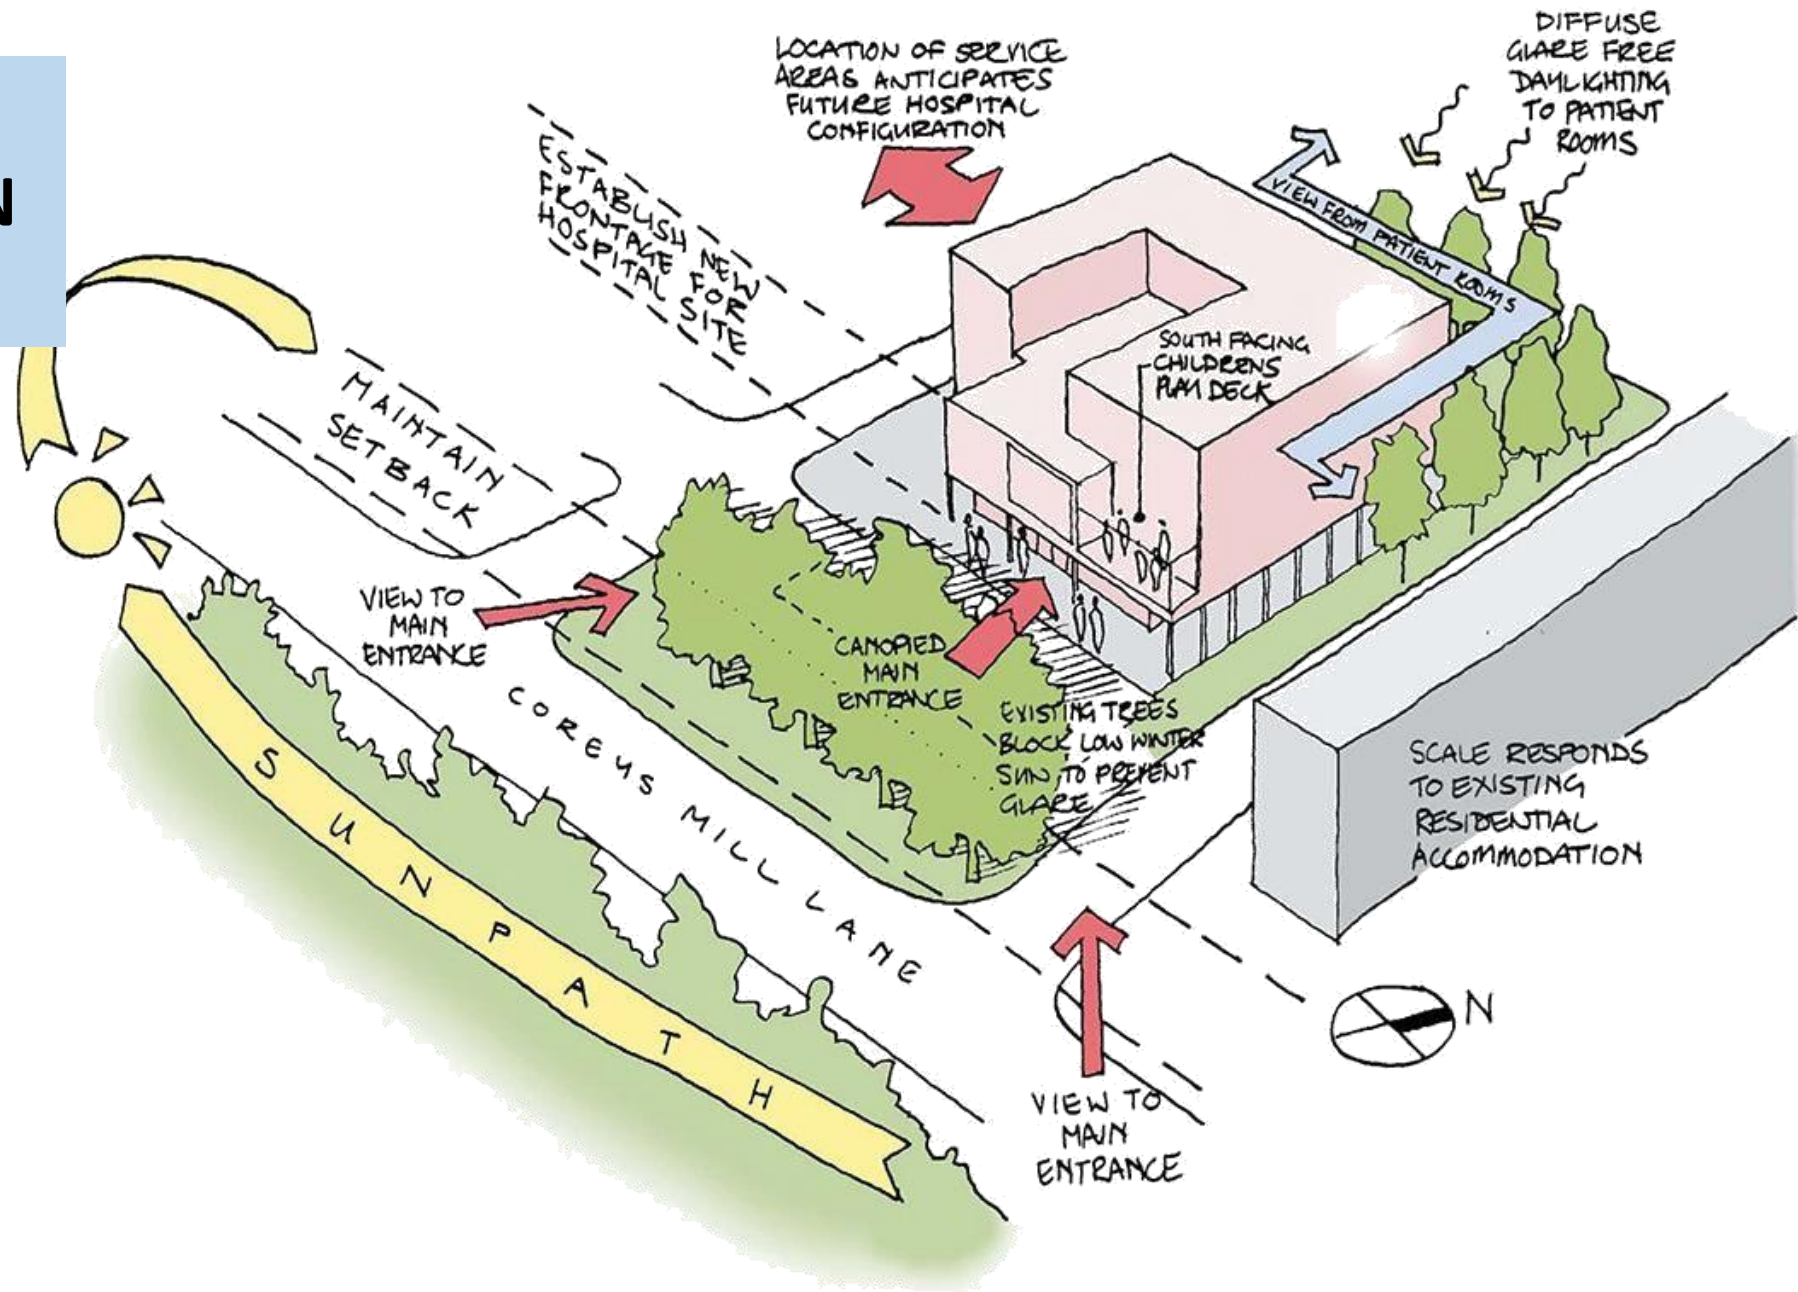 N
LOCATION OF SERVICE
AREAS ANTICIPATES
FUTURE HOSPITAL
CONFIGURATION
DIFFUSE
GLARE FREE
DAYLIGHTING
TO PATIENT
ROOMS
VIEW FROM PATIENT ROOMS
ESTABLISH NEW
FRONTAGE FOR
HOSPITAL SITE
SOUTH FACING
CHILDRENS
PLAY DECK
MAINTAIN
SETBACK
VIEW TO
MAIN
ENTRANCE
CANOPIED
MAIN
ENTRANCE
EXISTING TREES
BLOCK LOW WINTER
SUN TO PREVENT
GLARE
COREYS MILL LANE
SCALE RESPONDS
TO EXISTING
RESIDENTIAL
ACCOMMODATION
SUNPATH
N
VIEW TO
MAIN
ENTRANCE